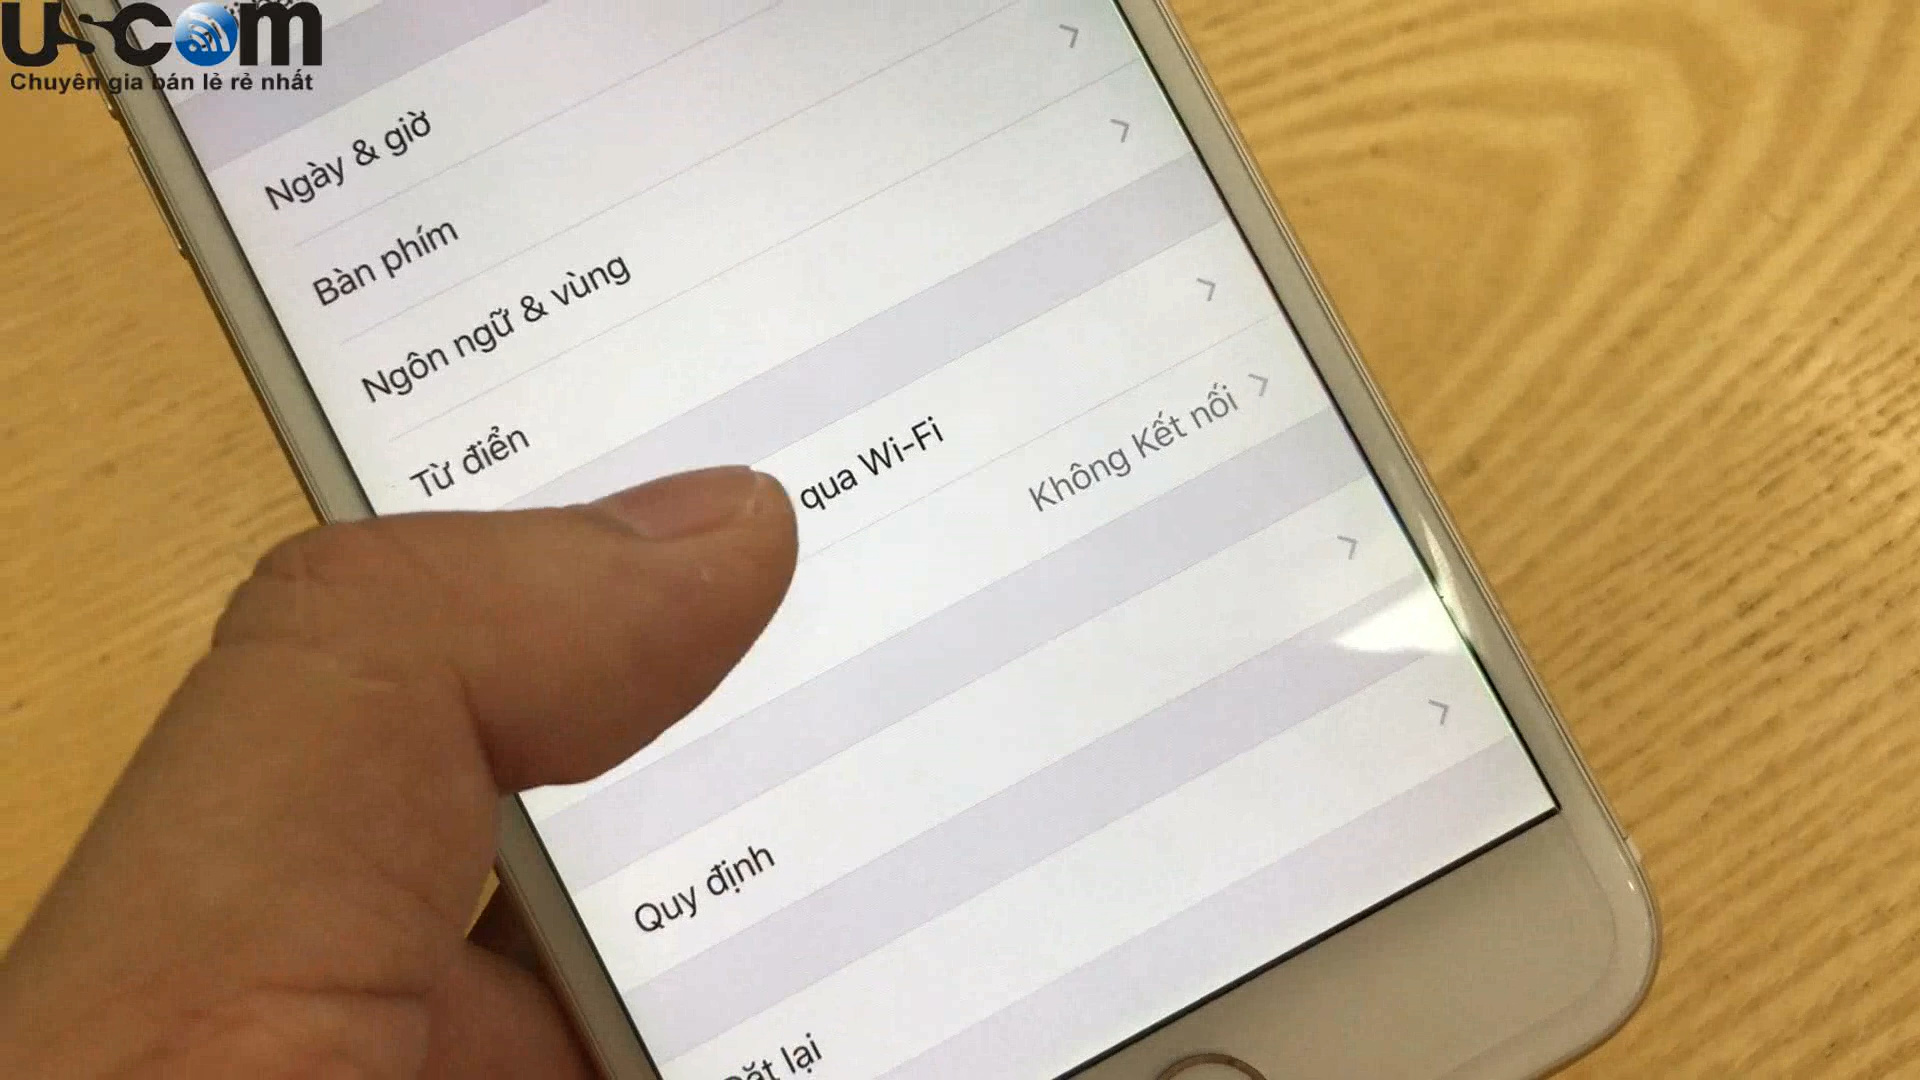 U com
Chuyên gia bán lẻ rẻ nhất
Ngày & giờ
Bàn phím
Ngôn ngữ & vùng
Từ điển
qua Wi-Fi
Không Kết nối
Quy định
Đặt lại